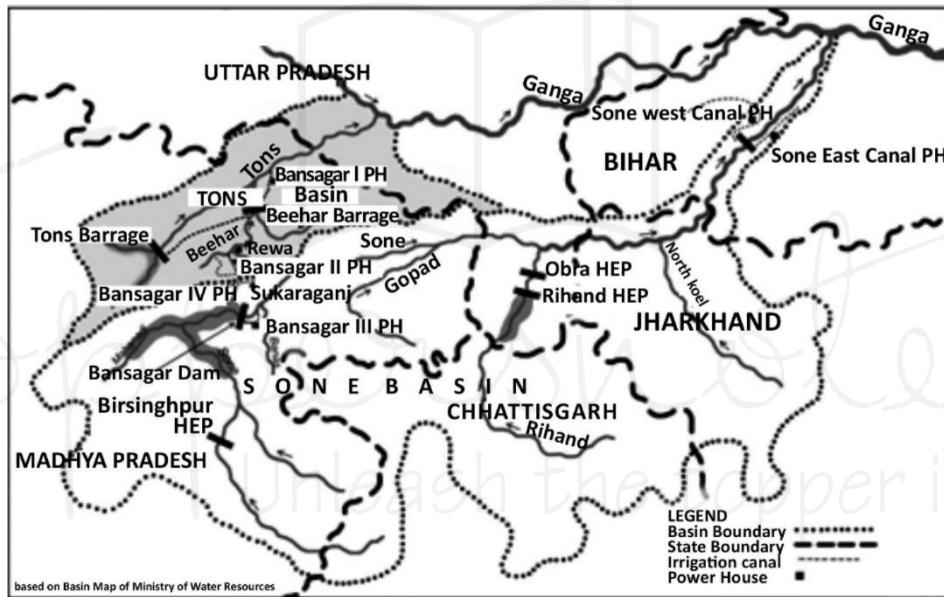 Ganga
UTTAR PRADESH
Ganga
Sone west Canal PH
BIHAR
Sone East Canal PH
Tons
Bansagar I PH
TONS Basin
Beehar Barrage
Tons Barrage
Beehar
Rewa
Sone
Bansagar II PH
Gopad
North koel
Obra HEP
Bansagar IV PH
Sukaraganj
Rihand HEP
Bansagar III PH
JHARKHAND
Bansagar Dam
SONE BASIN
Birsinghpur
HEP
CHHATTISGARH
Rihand
MADHYA PRADESH
Unleash the topper i
LEGEND
Basin Boundary
State Boundary
Irrigation canal
Power House
based on Basin Map of Ministry of Water Resources